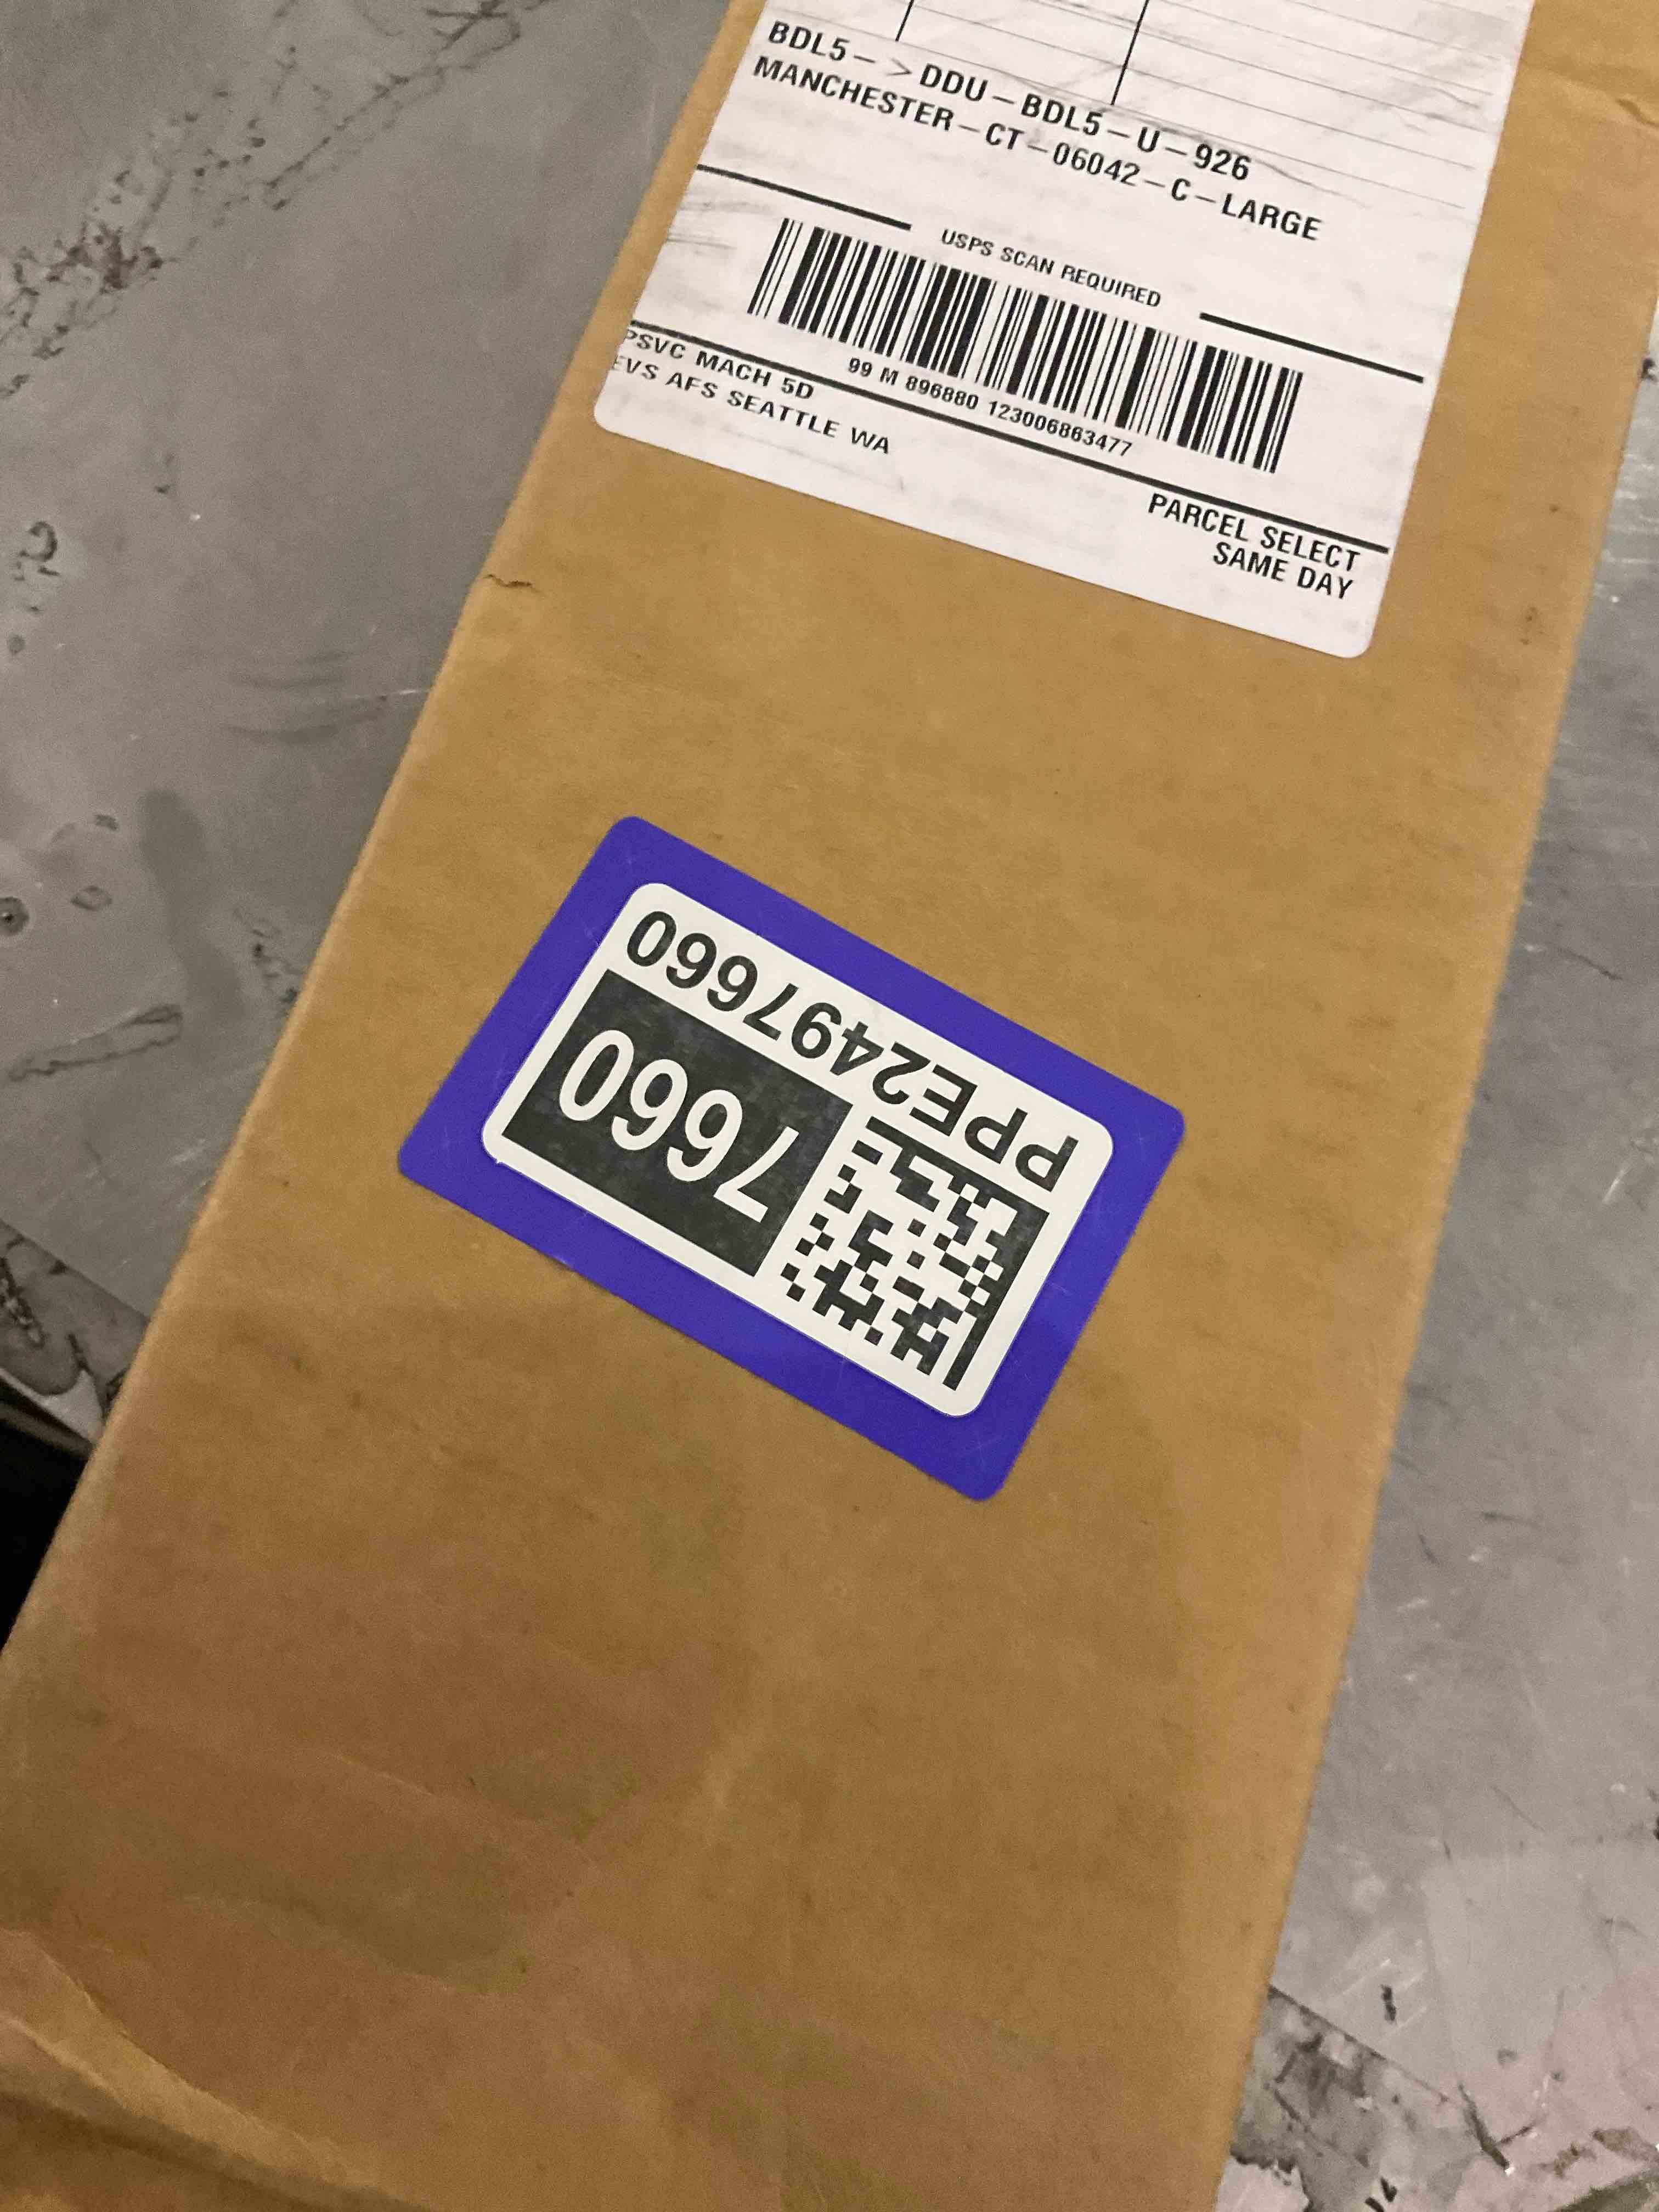 BDL5->DDU-BDL5-U-926
MANCHESTER-CT-06042-C-LARGE
USPS SCAN REQUIRED
99 M 896880 123006863477
PSVC MACH 5D
EVS AFS SEATTLE WA
PARCEL SELECT
SAME DAY
PPE2497660
7660